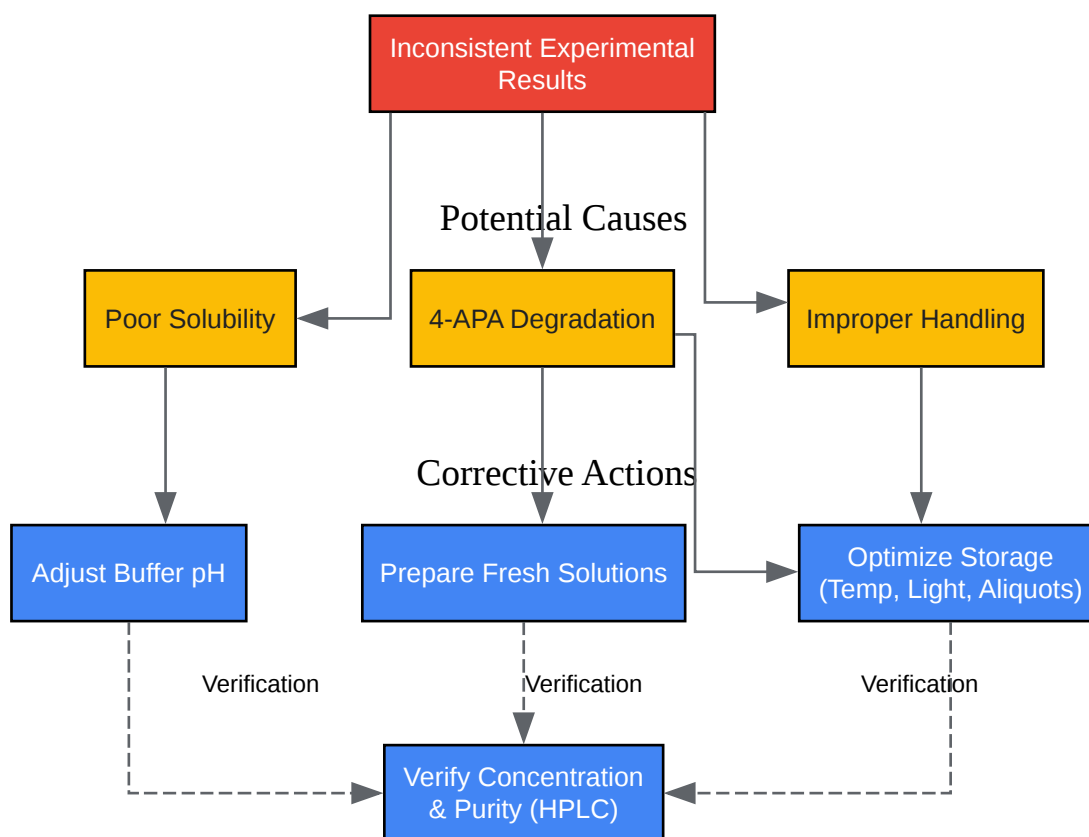 Inconsistent Experimental
Results
Potential Causes
Poor Solubility
4-APA Degradation
Improper Handling
Corrective Actions
Adjust Buffer pH
Prepare Fresh Solutions
Optimize Storage
(Temp, Light, Aliquots)
Verification
Verification
Verification
Verify Concentration
& Purity (HPLC)